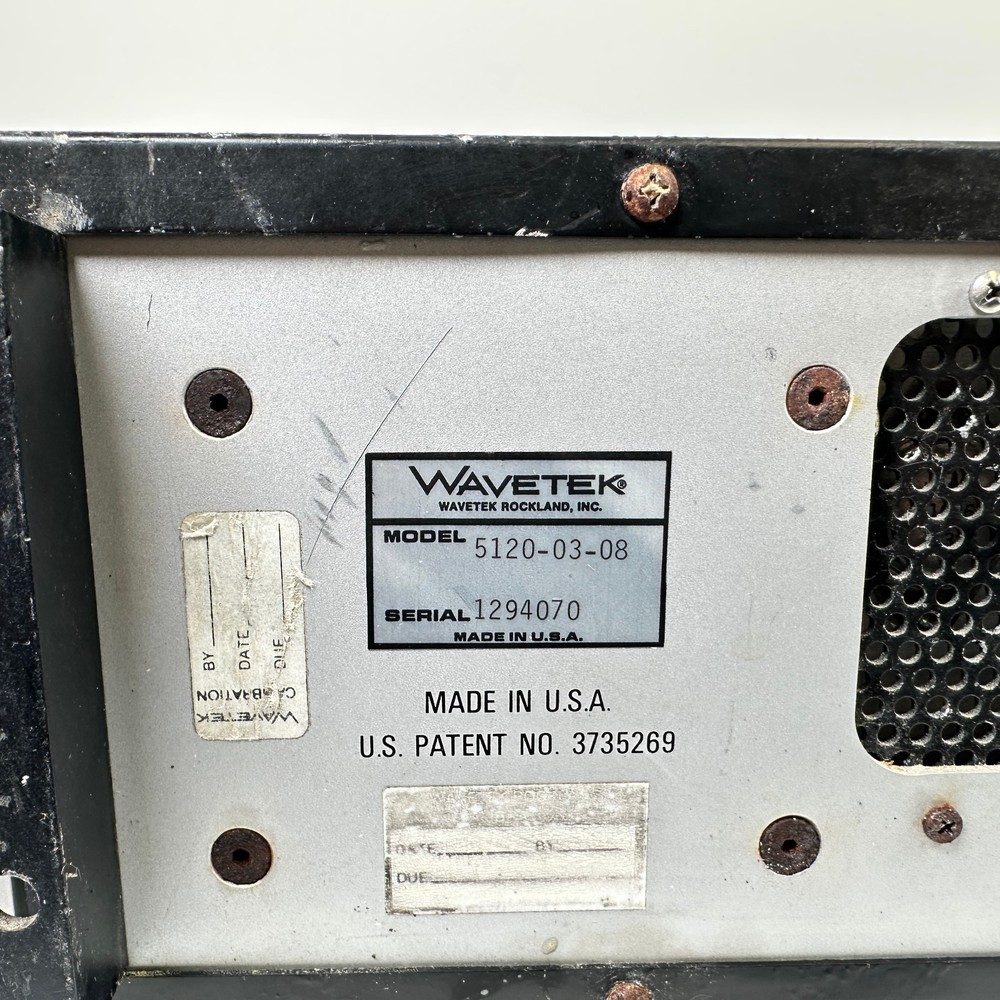 WAVETEK®
WAVETEK ROCKLAND, INC.
MODEL 5120-03-08
SERIAL 1294070
MADE IN U.S.A.
MADE IN U.S.A.
U.S. PATENT NO. 3735269
WAVETEK
CALIBRATION
BY
DATE
DUE
DATE BY
DUE